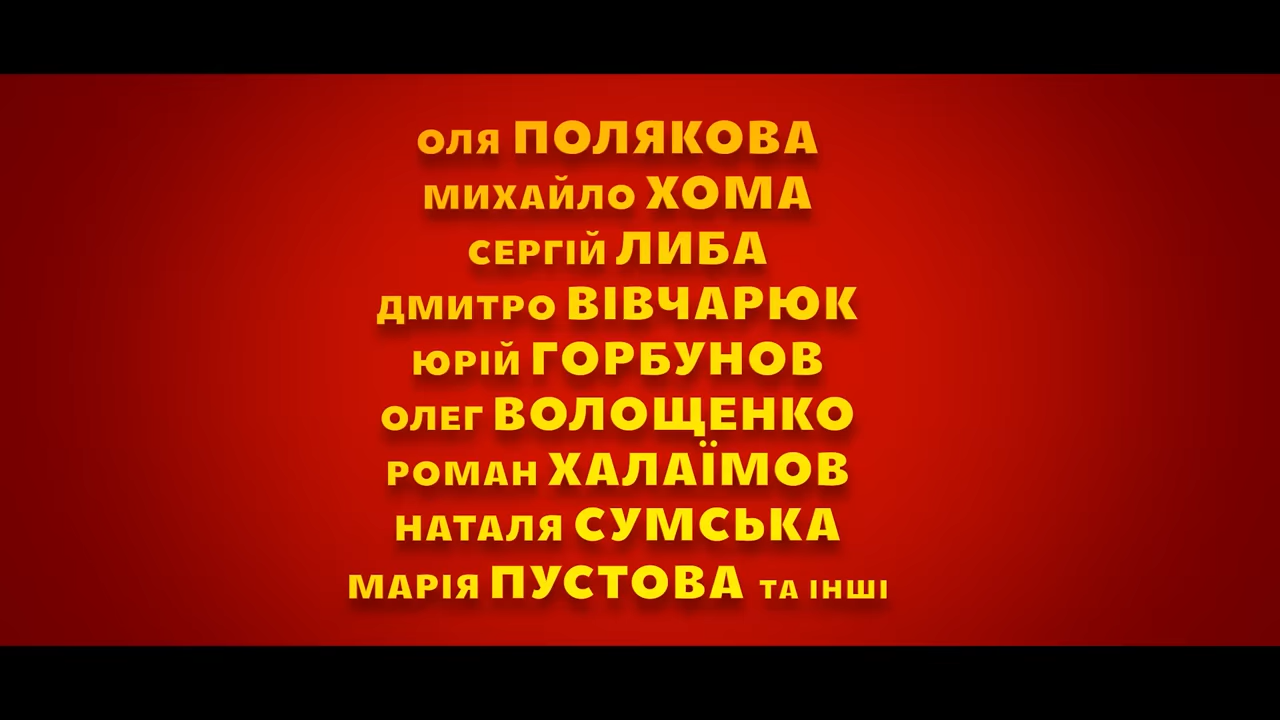 ОЛЯ ПОЛЯКОВА
МИХАЙЛО ХОМА
СЕРГІЙ ЛИБА
ДМИТРО ВІВЧАРЮК
ЮРІЙ ГОРБУНОВ
ОЛЕГ ВОЛОЩЕНКО
РОМАН ХАЛАЇМОВ
НАТАЛЯ СУМСЬКА
МАРІЯ ПУСТОВА ТА ІНШІ